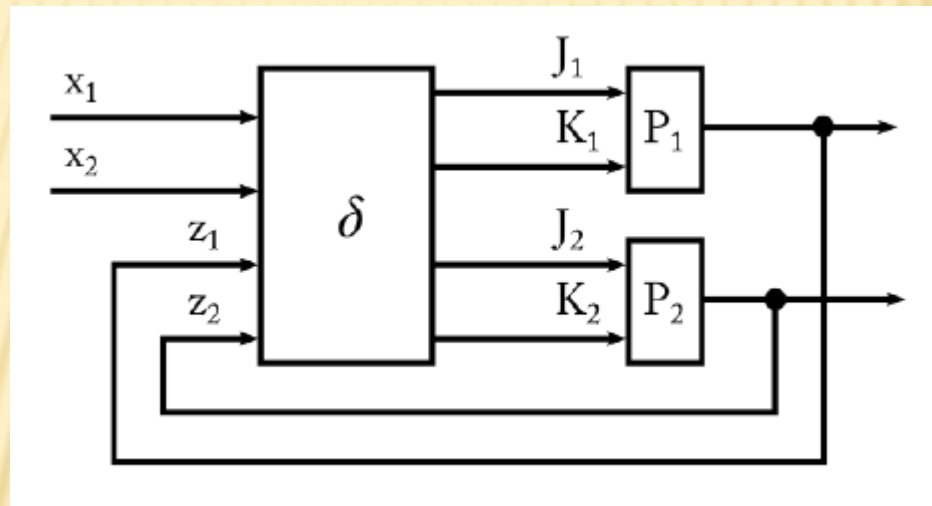 x₁
x₂
z₁
z₂
δ
J₁
K₁
J₂
K₂
P₁
P₂